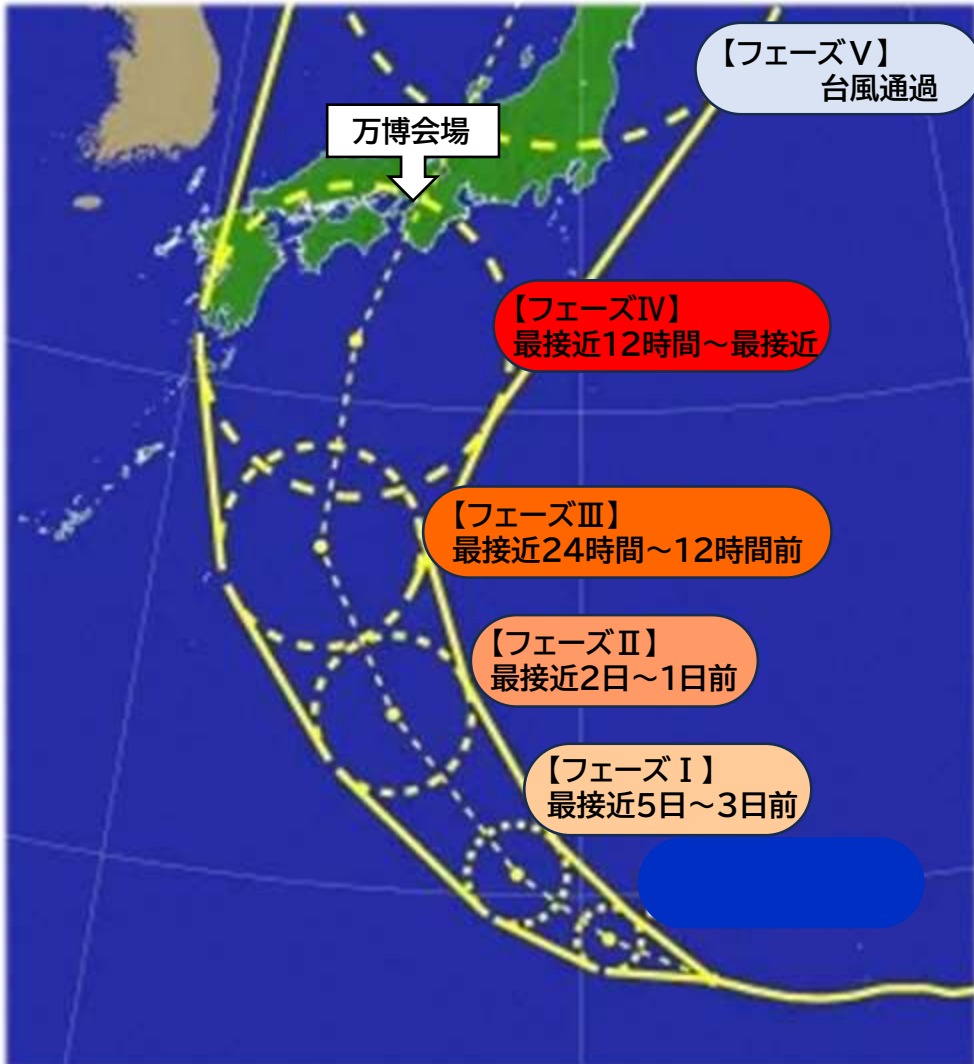 【フェーズⅤ】
台風通過
万博会場
【フェーズⅣ】
最接近12時間～最接近
【フェーズⅢ】
最接近24時間～12時間前
【フェーズⅡ】
最接近2日～1日前
【フェーズⅠ】
最接近5日～3日前